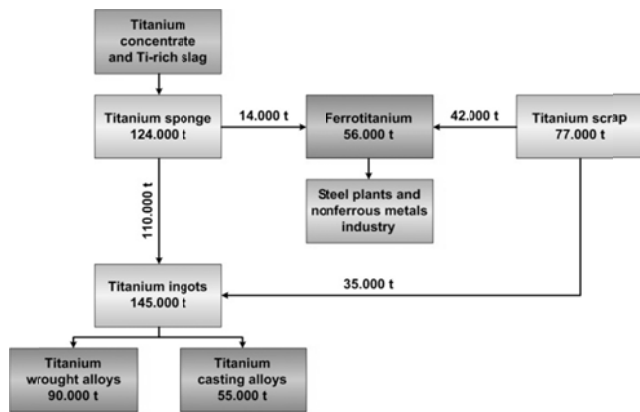 Titanium
concentrate
and Ti-rich slag
Titanium sponge
124.000 t
14.000 t
Ferrotitanium
56.000 t
42.000 t
Titanium scrap
77.000 t
110.000 t
Steel plants and
nonferrous metals
industry
Titanium ingots
145.000 t
35.000 t
Titanium
wrought alloys
90.000 t
Titanium
casting alloys
55.000 t